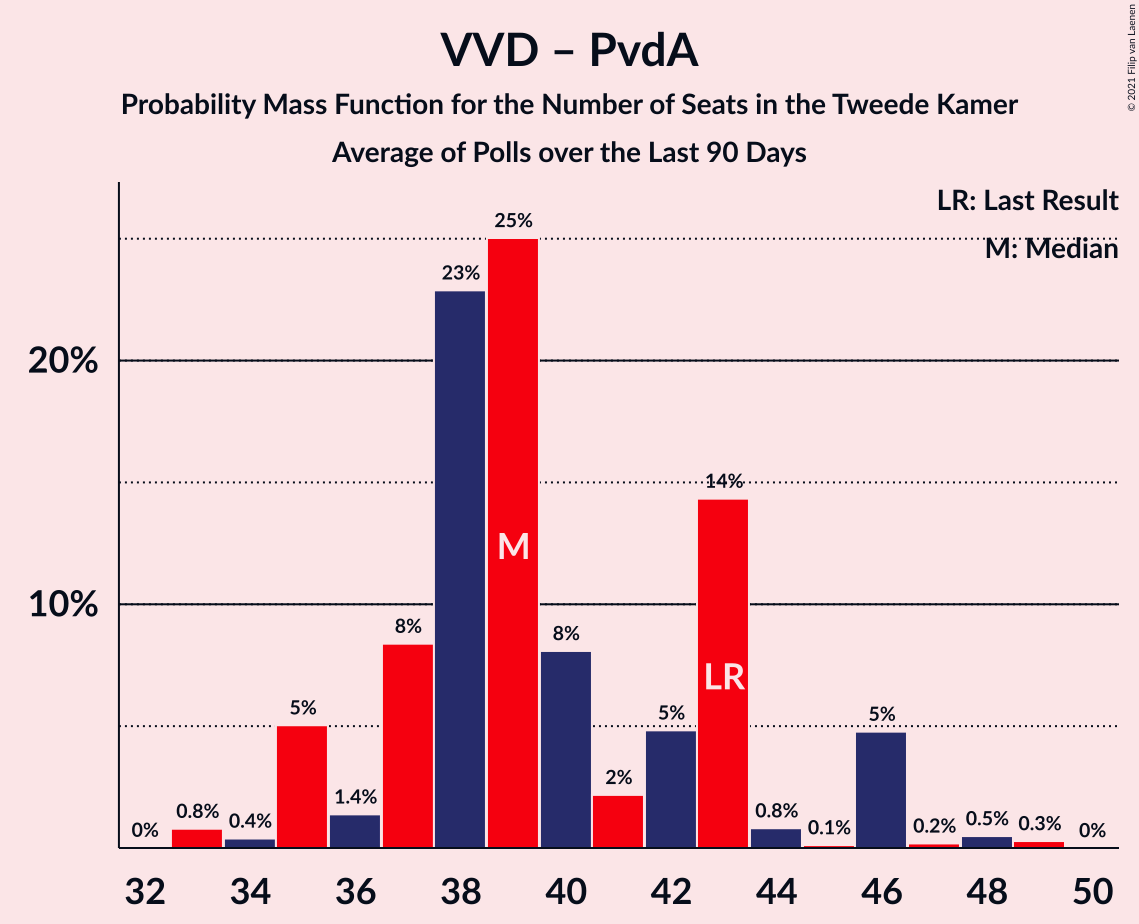 VVD – PvdA
Probability Mass Function for the Number of Seats in the Tweede Kamer
Average of Polls over the Last 90 Days
© 2021 Filip van Laenen
LR: Last Result
M: Median
20%
10%
0%
0.8%
0.4%
5%
1.4%
8%
23%
25%
8%
2%
5%
14%
0.8%
0.1%
5%
0.2%
0.5%
0.3%
0%
M
LR
32 34 36 38 40 42 44 46 48 50